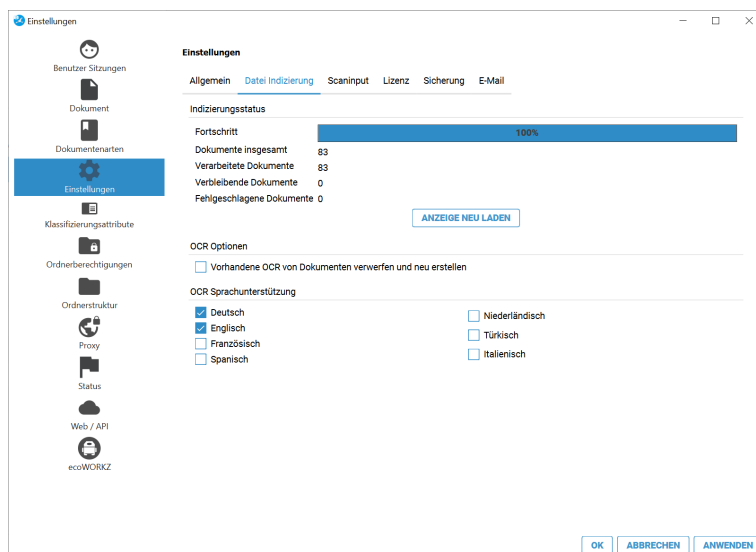 Einstellungen
Benutzer Sitzungen
Dokument
Dokumentenarten
Einstellungen
Klassifizierungsattribute
Ordnerberechtigungen
Ordnerstruktur
Proxy
Status
Web / API
ecoWORKZ
Einstellungen
Allgemein Datei Indizierung Scaninput Lizenz Sicherung E-Mail
Indizierungsstatus
Fortschritt 100%
Dokumente insgesamt 83
Verarbeitete Dokumente 83
Verbleibende Dokumente 0
Fehlgeschlagene Dokumente 0
ANZEIGE NEU LADEN
OCR Optionen
Vorhandene OCR von Dokumenten verwerfen und neu erstellen
OCR Sprachunterstützung
Deutsch
Englisch
Französisch
Spanisch
Niederländisch
Türkisch
Italienisch
OK ABBRECHEN ANWENDEN